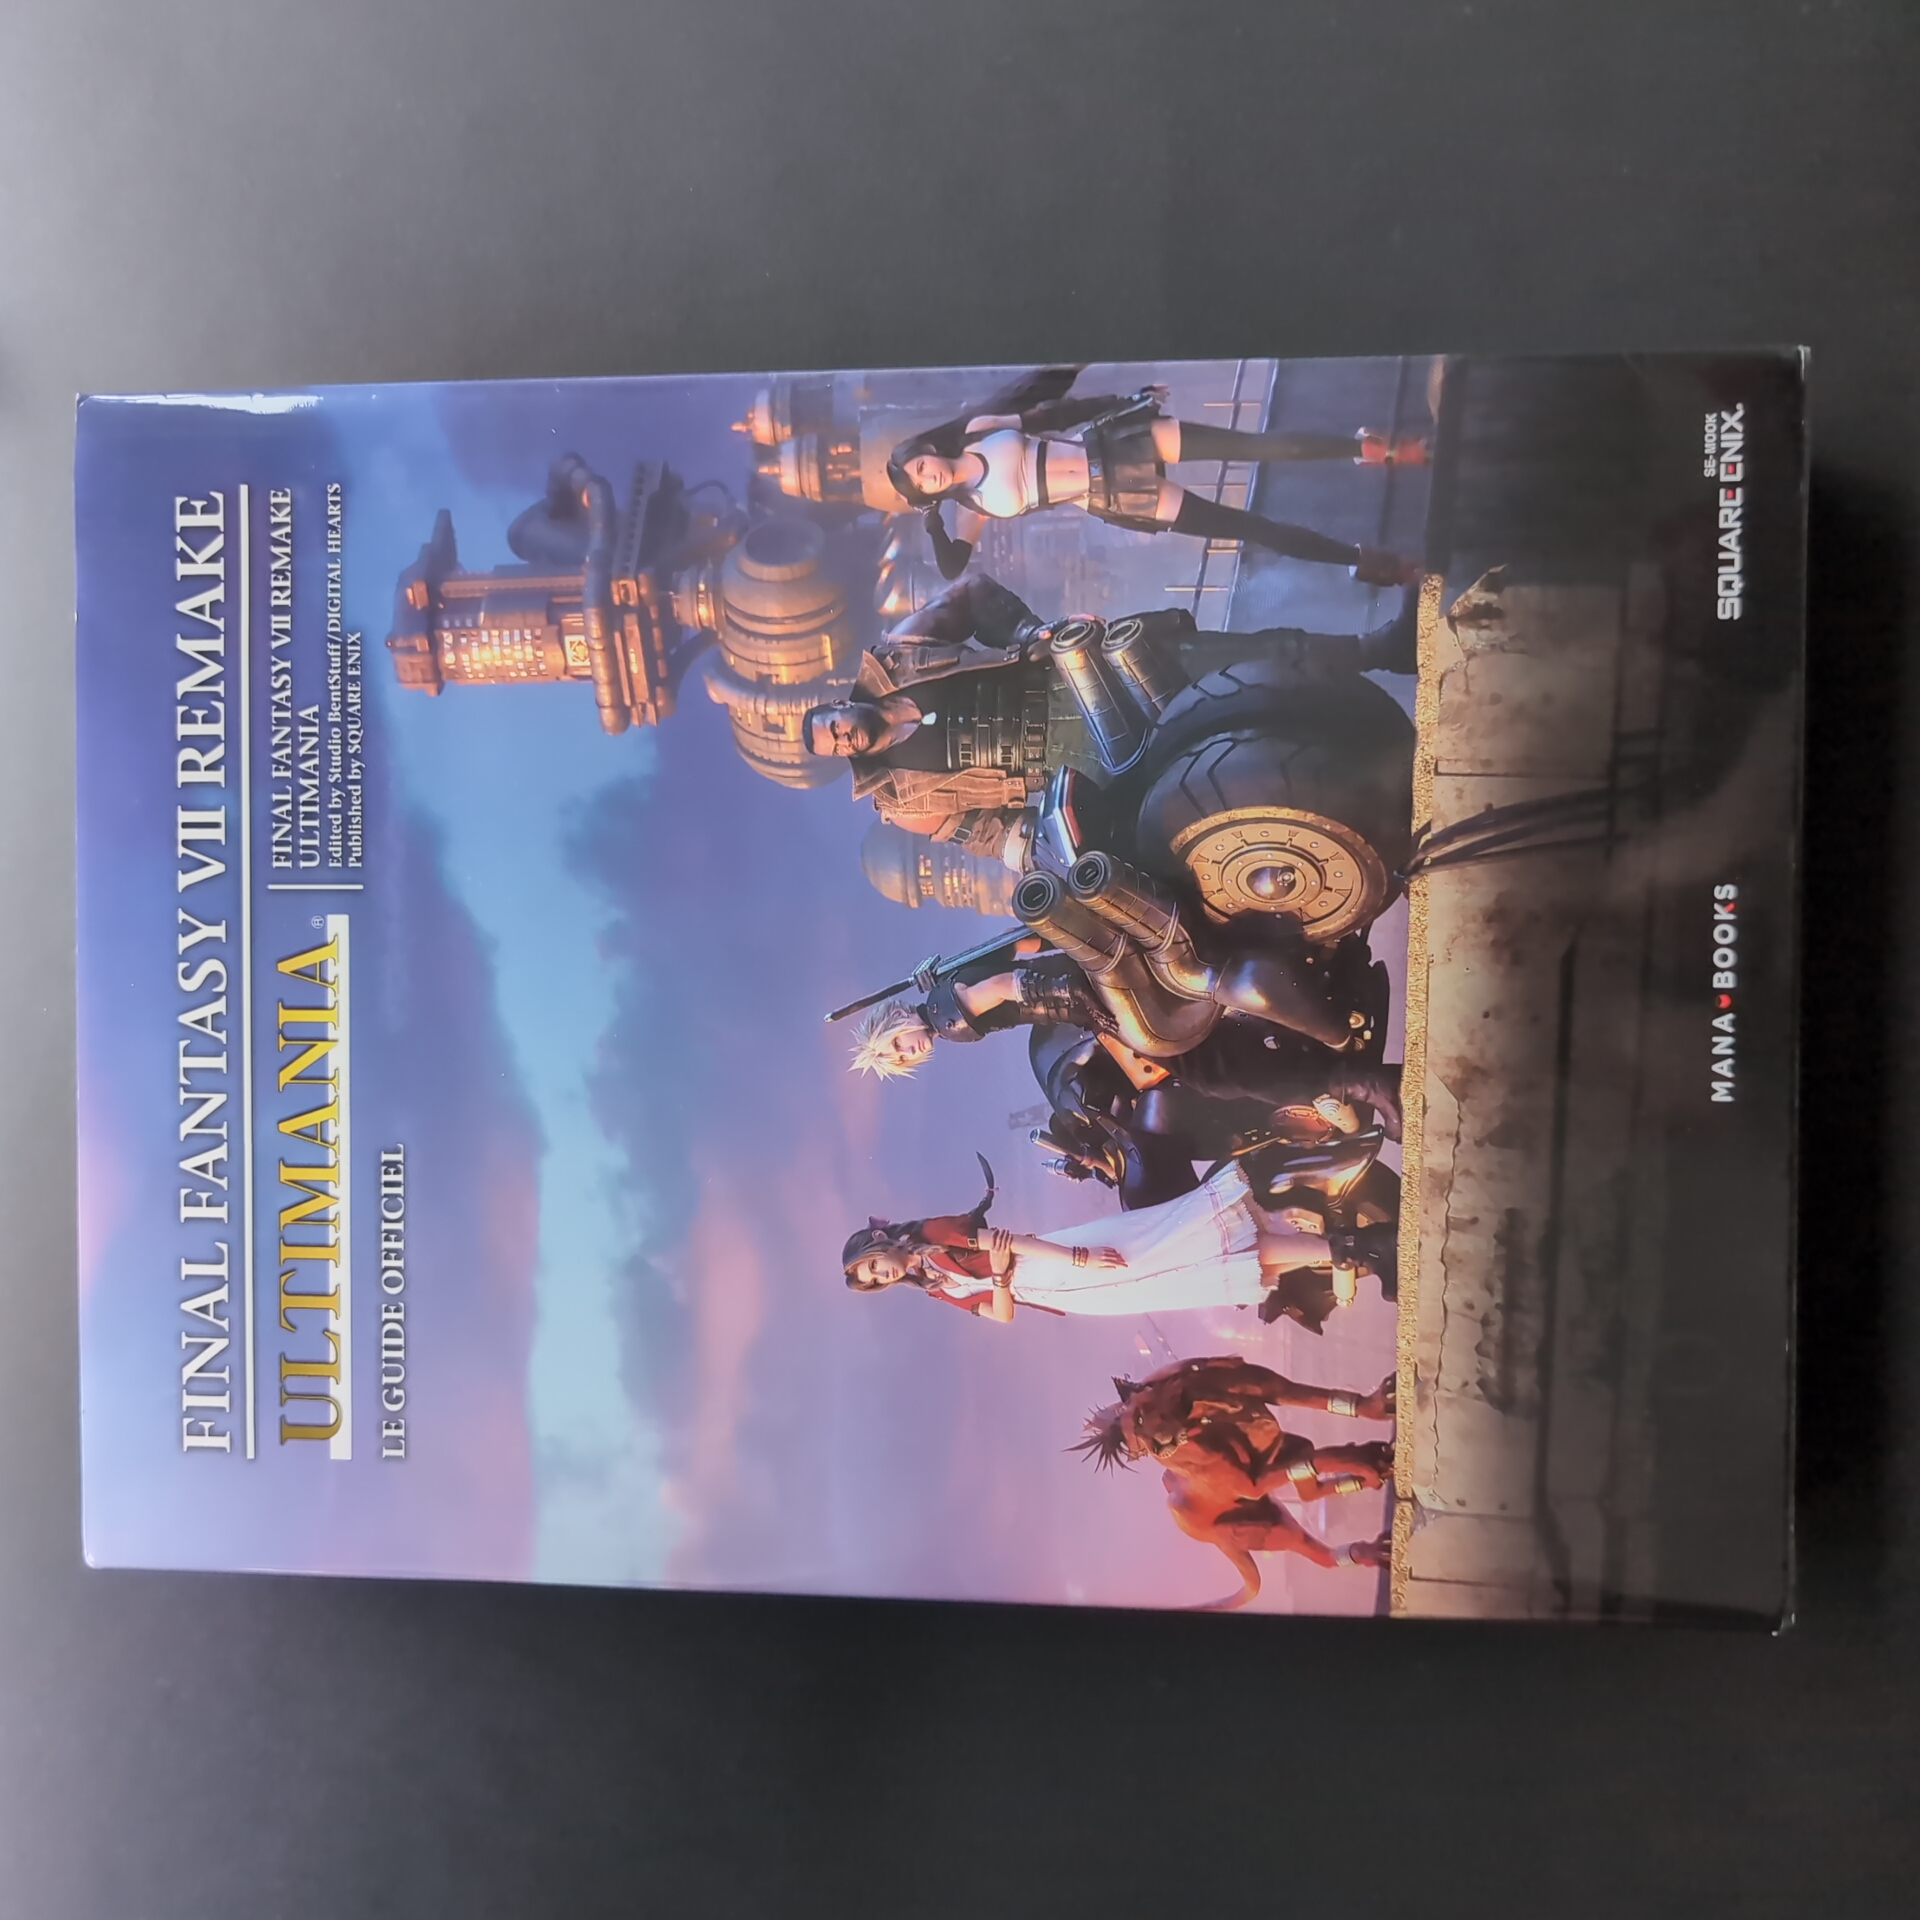 FINAL FANTASY VII REMAKE
ULTIMANIA®
FINAL FANTASY VII REMAKE
ULTIMANIA
Edited by Studio BentStuff/DIGITAL HEARTS
Published by SQUARE ENIX
LE GUIDE OFFICIEL
MANA BOOKS
SE-MOOK
SQUARE ENIX.